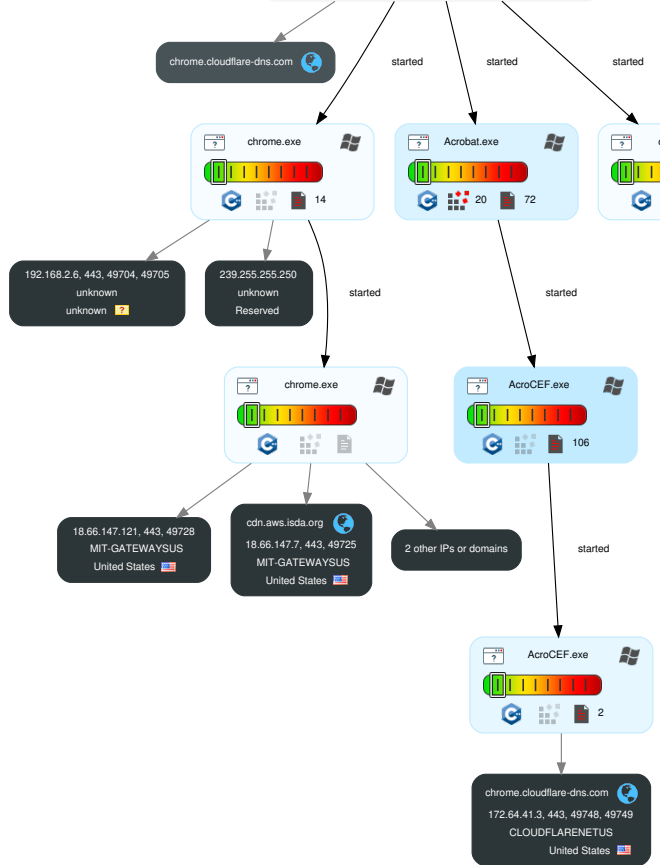 chrome.cloudflare-dns.com
started
started
started
chrome.exe
14
Acrobat.exe
20
72
192.168.2.6, 443, 49704, 49705
unknown
unknown
239.255.255.250
unknown
Reserved
started
started
chrome.exe
AcroCEF.exe
106
18.66.147.121, 443, 49728
MIT-GATEWAYSUS
United States
cdn.aws.isda.org
18.66.147.7, 443, 49725
MIT-GATEWAYSUS
United States
2 other IPs or domains
started
AcroCEF.exe
2
chrome.cloudflare-dns.com
172.64.41.3, 443, 49748, 49749
CLOUDFLARENETUS
United States